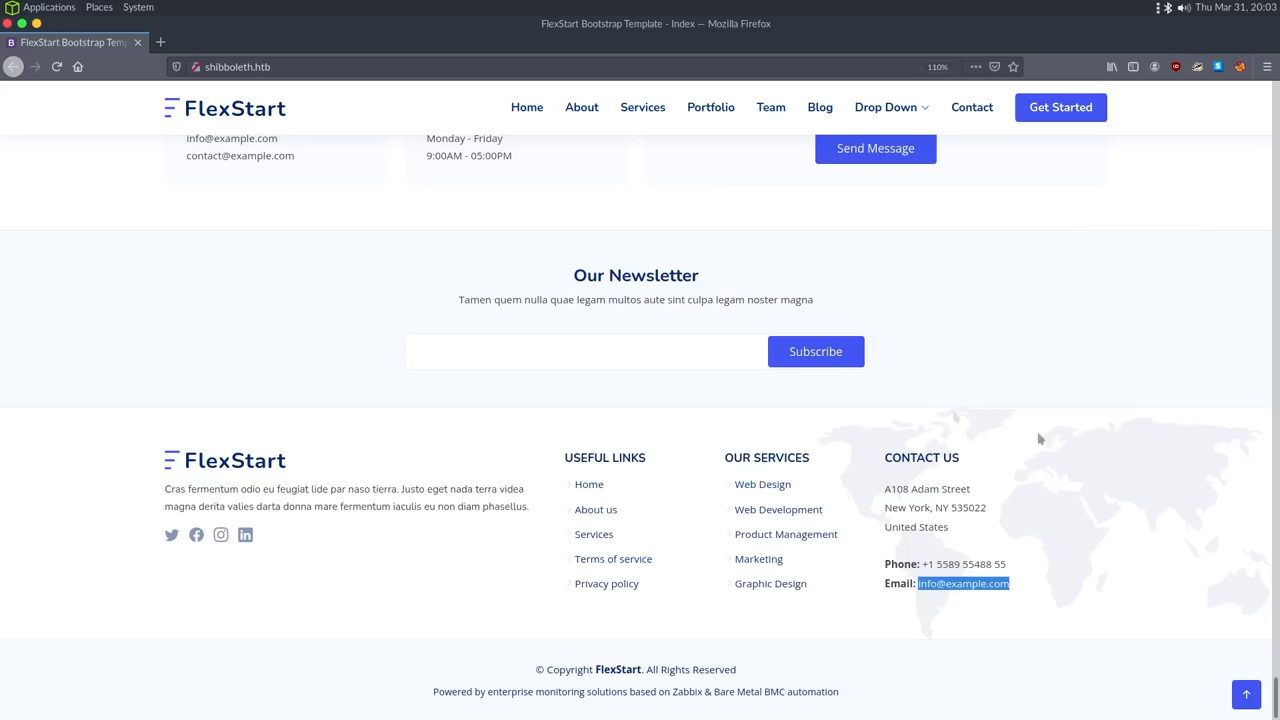 Applications Places System Thu Mar 31, 20:03
FlexStart Bootstrap Template - Index — Mozilla Firefox
FlexStart Bootstrap Temp
shibboleth.htb 110%
FlexStart Home About Services Portfolio Team Blog Drop Down Contact Get Started
info@example.com Monday - Friday Send Message
contact@example.com 9:00AM - 05:00PM
Our Newsletter
Tamen quem nulla quae legam multos aute sint culpa legam noster magna
Subscribe
FlexStart
Cras fermentum odio eu feugiat lide par naso tierra. Justo eget nada terra videa
magna derita valies darta donna mare fermentum iaculis eu non diam phasellus.
USEFUL LINKS
Home
About us
Services
Terms of service
Privacy policy
OUR SERVICES
Web Design
Web Development
Product Management
Marketing
Graphic Design
CONTACT US
A108 Adam Street
New York, NY 535022
United States
Phone: +1 5589 55488 55
Email: info@example.com
© Copyright FlexStart. All Rights Reserved
Powered by enterprise monitoring solutions based on Zabbix & Bare Metal BMC automation